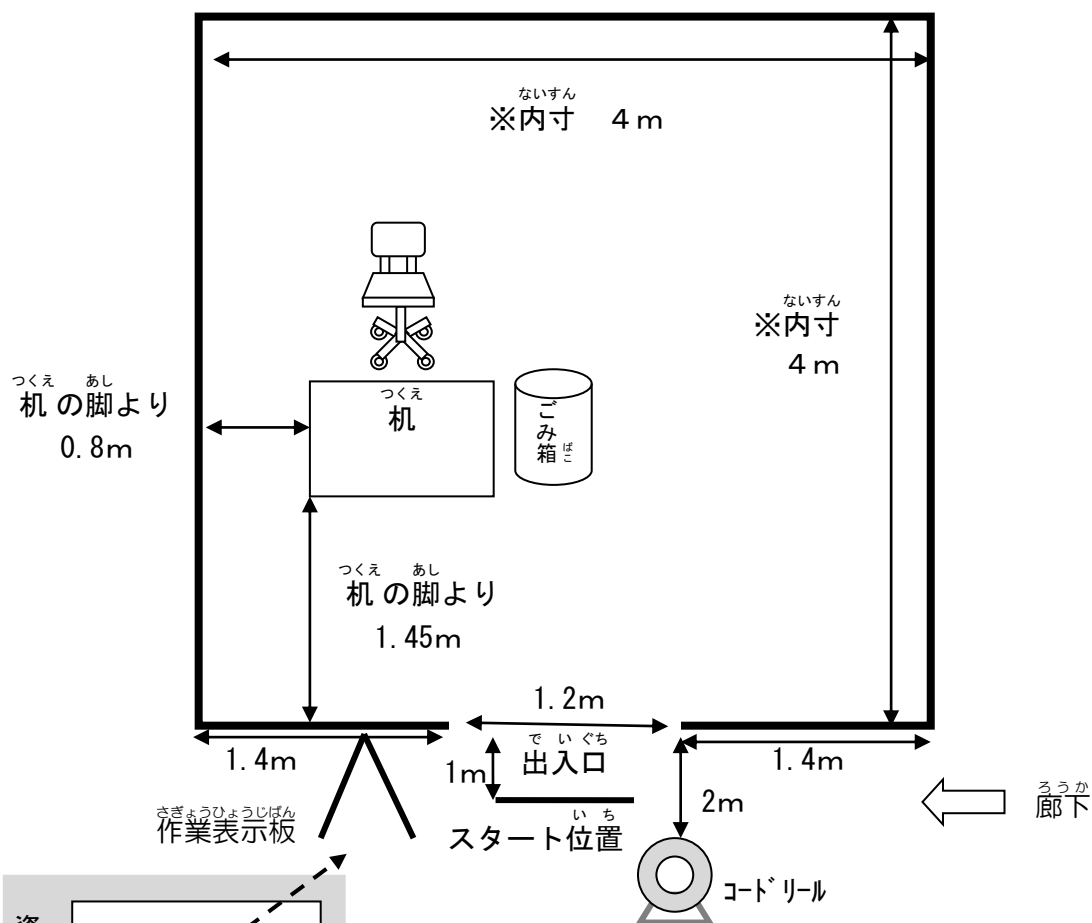 ないすん
※内寸　４ｍ
ないすん
※内寸
４ｍ
つくえ　あし
机の脚より
0.8ｍ
つくえ
机
ごみ箱
ばこ
つくえ　あし
机の脚より
1.45ｍ
1.2ｍ
でいぐち
出入口
1.4ｍ
1ｍ
1.4ｍ
2ｍ
ろうか
廊下
さぎょうひょうじばん
作業表示板
いち
スタート位置
ｺｰﾄﾞﾘｰﾙ